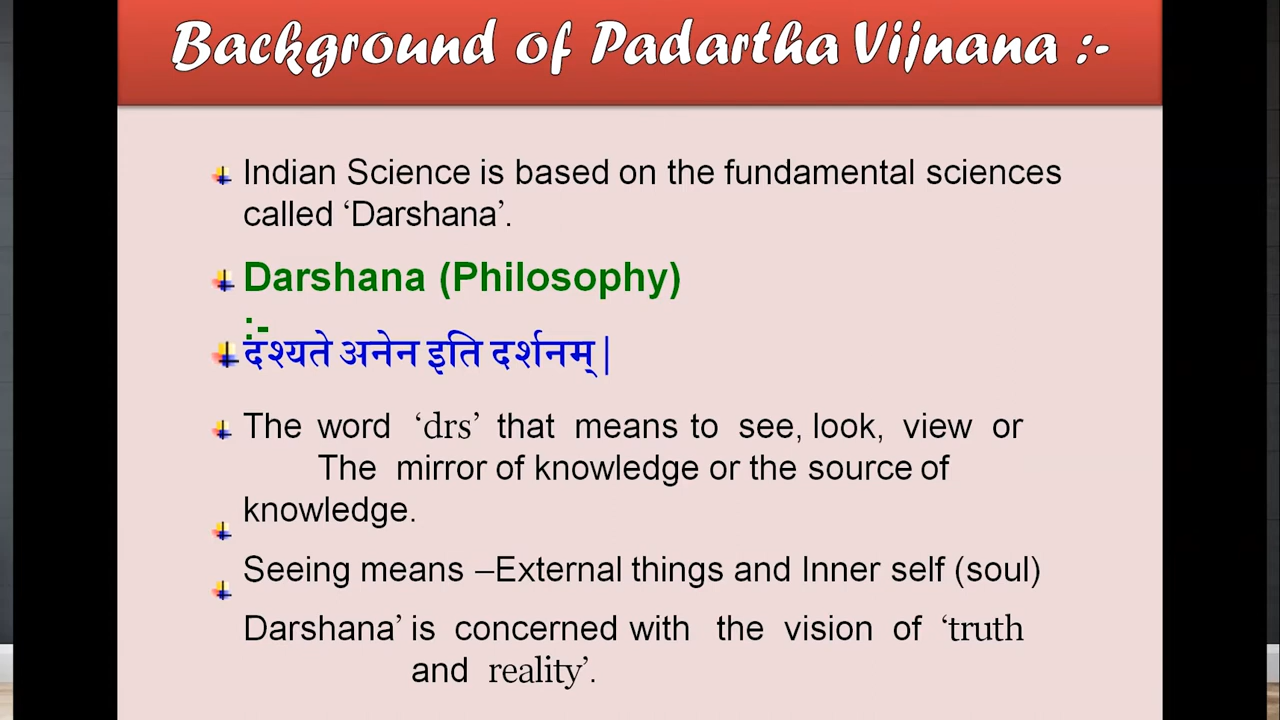 Background of Padartha Vijnana :-
Indian Science is based on the fundamental sciences
called ‘Darshana’.
Darshana (Philosophy)
:-
दश्यते अनेन इति दर्शनम् |
The word ‘drs’ that means to see, look, view or
The mirror of knowledge or the source of
knowledge.
Seeing means –External things and Inner self (soul)
Darshana’ is concerned with the vision of ‘truth
and reality’.